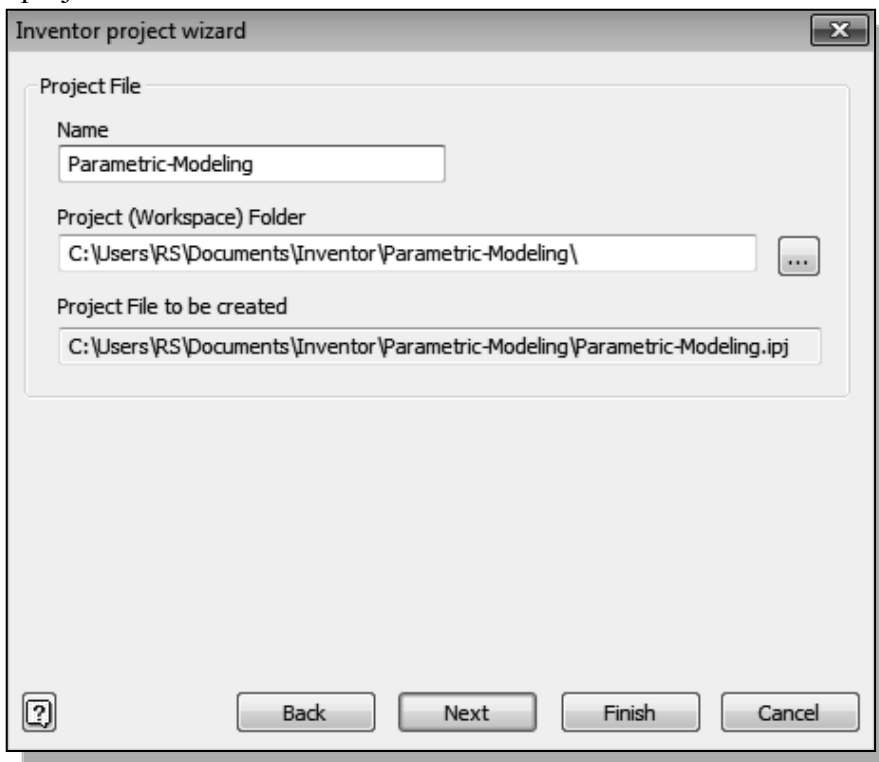 Inventor project wizard
Project File
Name
Parametric-Modeling
Project (Workspace) Folder
C:\Users\RS\Documents\Inventor\Parametric-Modeling\
...
Project File to be created
C:\Users\RS\Documents\Inventor\Parametric-Modeling\Parametric-Modeling.ipj
? Back Next Finish Cancel